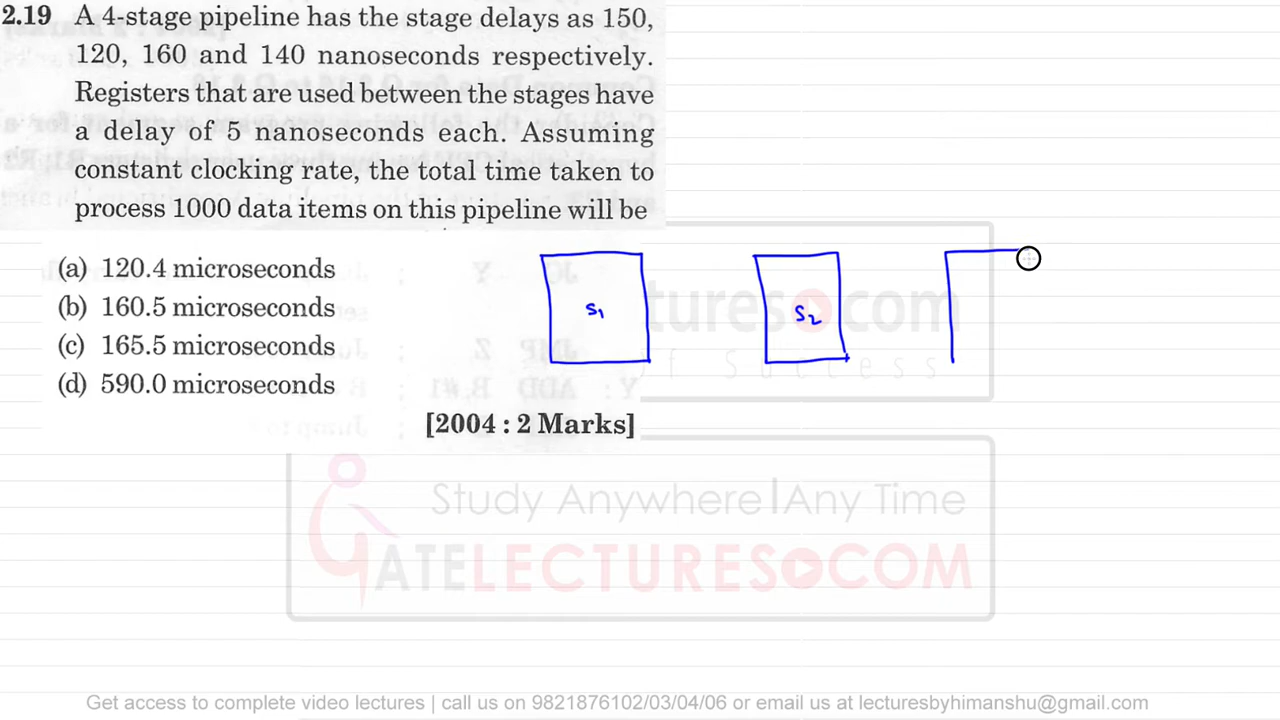 2.19 A 4-stage pipeline has the stage delays as 150,
120, 160 and 140 nanoseconds respectively.
Registers that are used between the stages have
a delay of 5 nanoseconds each. Assuming
constant clocking rate, the total time taken to
process 1000 data items on this pipeline will be
(a) 120.4 microseconds
(b) 160.5 microseconds
(c) 165.5 microseconds
(d) 590.0 microseconds
[2004 : 2 Marks]
S1
S2
tures com
of Success
Study Anywhere|Any Time
GATELECTURES.COM
Get access to complete video lectures | call us on 9821876102/03/04/06 or email us at lecturesbyhimanshu@gmail.com